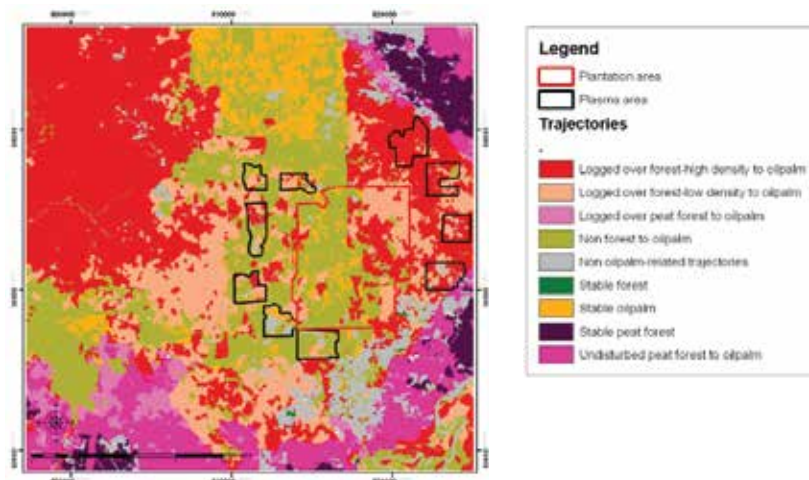 Legend
Plantation area
Plasma area
Trajectories
Logged over forest-high density to oilpalm
Logged over forest-low density to oilpalm
Logged over peat forest to oilpalm
Non forest to oilpalm
Non oilpalm-related trajectories
Stable forest
Stable oilpalm
Stable peat forest
Undisturbed peat forest to oilpalm